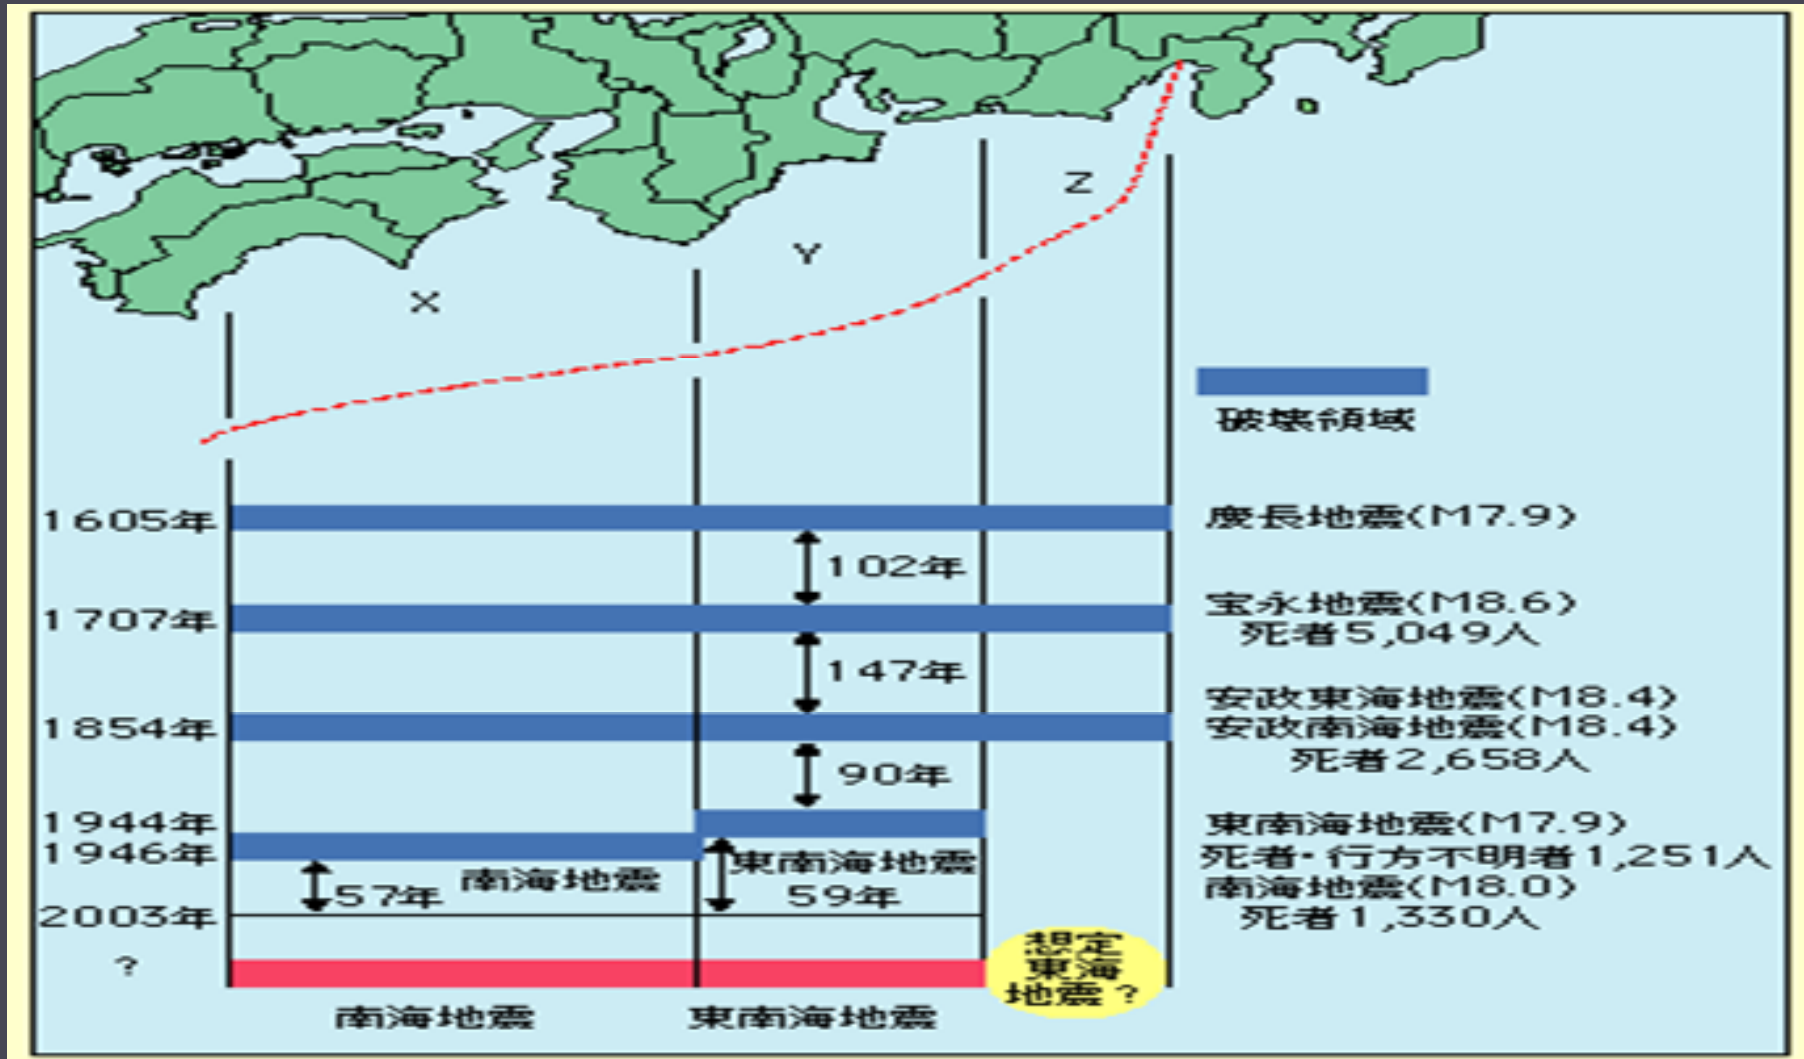 Z
Y
X
破壊領域
1605年
慶長地震(M7.9)
102年
1707年
宝永地震(M8.6)
死者5,049人
147年
安政東海地震(M8.4)
1854年
安政南海地震(M8.4)
死者2,658人
90年
1944年
東南海地震(M7.9)
1946年
死者・行方不明者1,251人
南海地震
東南海地震
57年
59年
南海地震(M8.0)
2003年
死者1,330人
?
想定
東海
地震?
南海地震
東南海地震